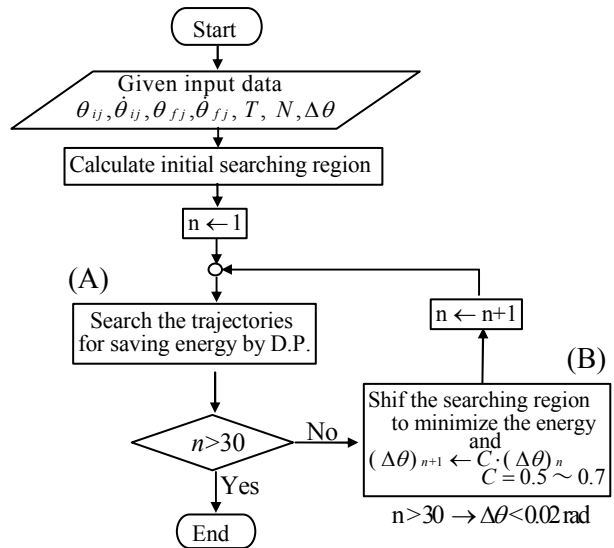 Start
Given input data
θij, θ̇ij, θfj, θ̇fj, T, N, Δθ
Calculate initial searching region
n ← 1
(A)
Search the trajectories
for saving energy by D.P.
n>30
No
Yes
End
n ← n+1
(B)
Shif the searching region
to minimize the energy
and
(Δθ)n+1 ← C·(Δθ)n
C = 0.5 ~ 0.7
n>30 → Δθ<0.02 rad